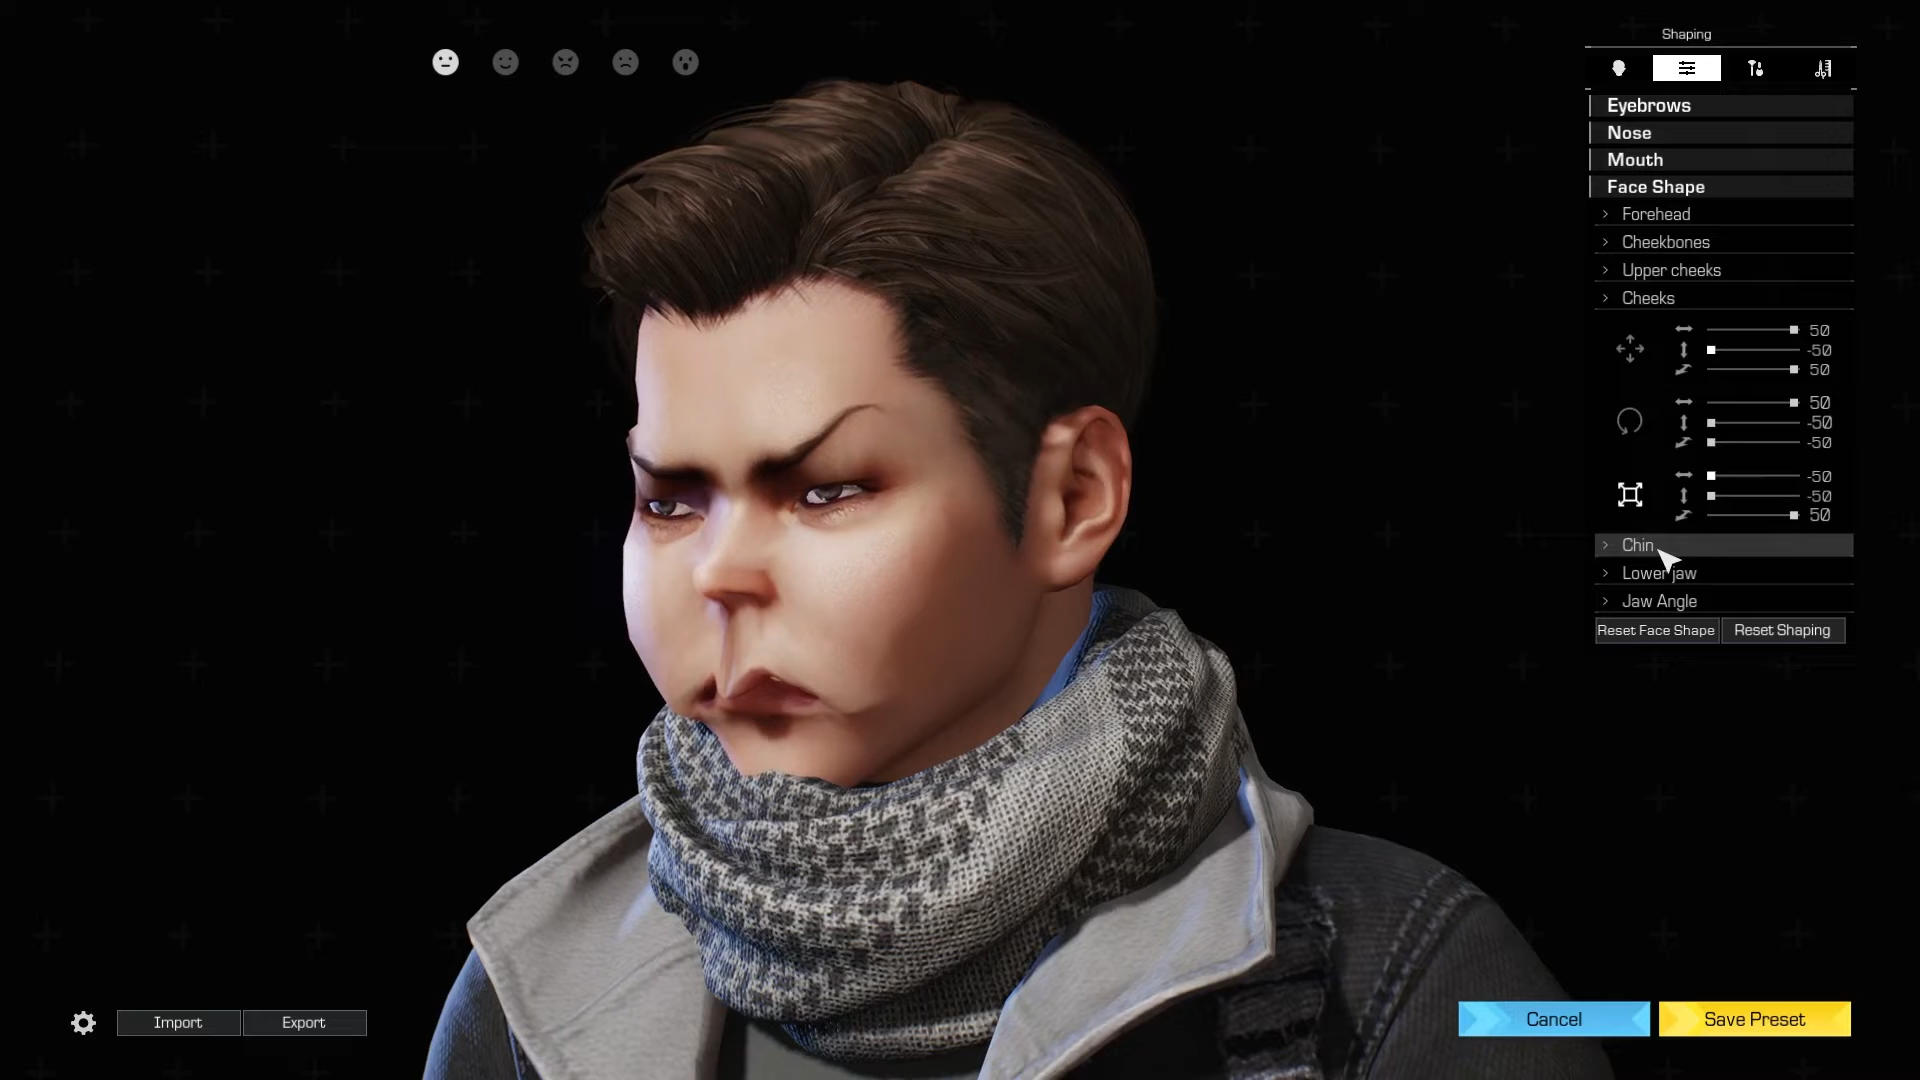 Shaping
Eyebrows
Nose
Mouth
Face Shape
Forehead
Cheekbones
Upper cheeks
Cheeks
50
-50
50
50
-50
-50
-50
-50
50
Chin
Lower jaw
Jaw Angle
Reset Face Shape Reset Shaping
Import Export
Cancel Save Preset